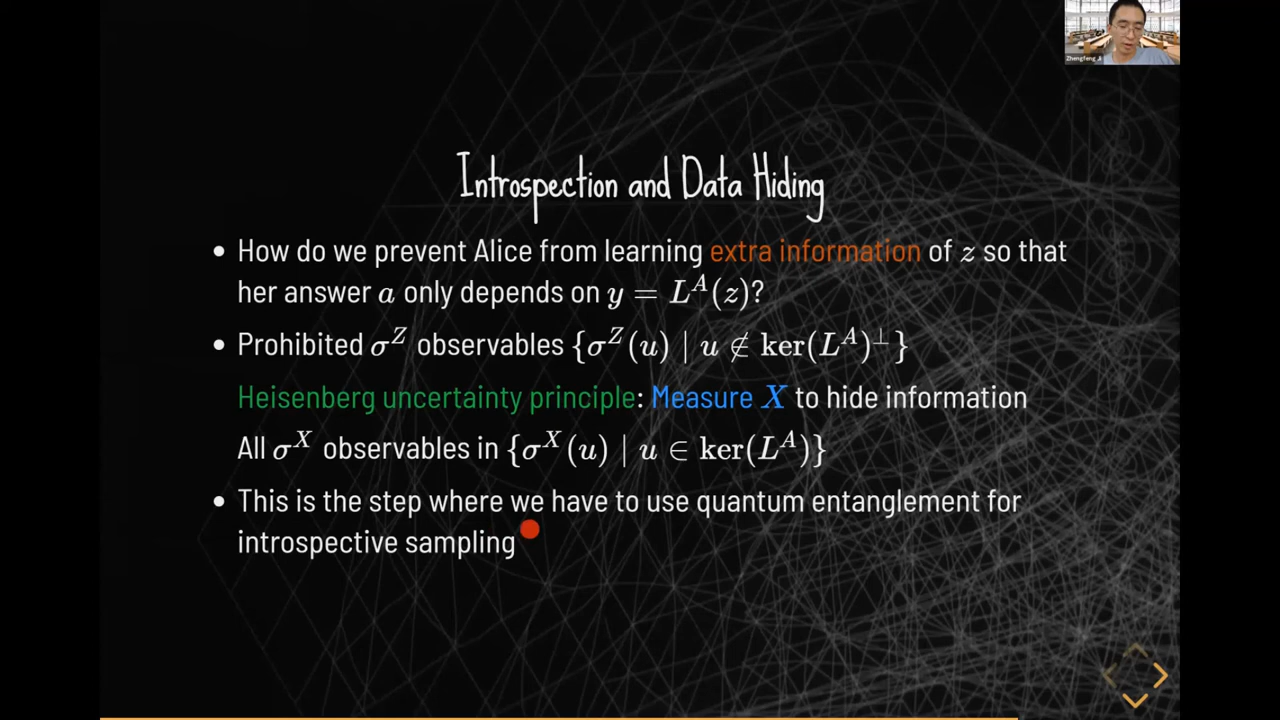 Zhengfeng Ji
Introspection and Data Hiding
• How do we prevent Alice from learning extra information of z so that
her answer a only depends on y = L^A(z)?
• Prohibited σ^Z observables {σ^Z(u) | u ∉ ker(L^A)^⊥}
Heisenberg uncertainty principle: Measure X to hide information
All σ^X observables in {σ^X(u) | u ∈ ker(L^A)}
• This is the step where we have to use quantum entanglement for
introspective sampling